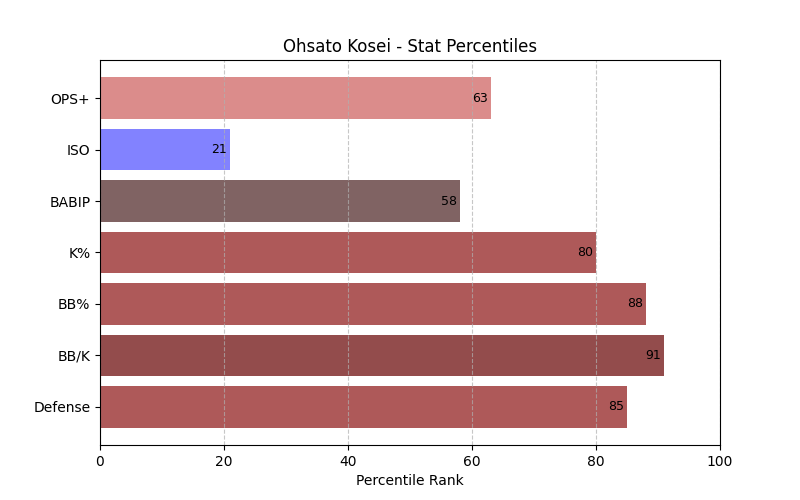 Ohsato Kosei - Stat Percentiles
OPS+ 63
ISO 21
BABIP 58
K% 80
BB% 88
BB/K 91
Defense 85
0 20 40 60 80 100
Percentile Rank